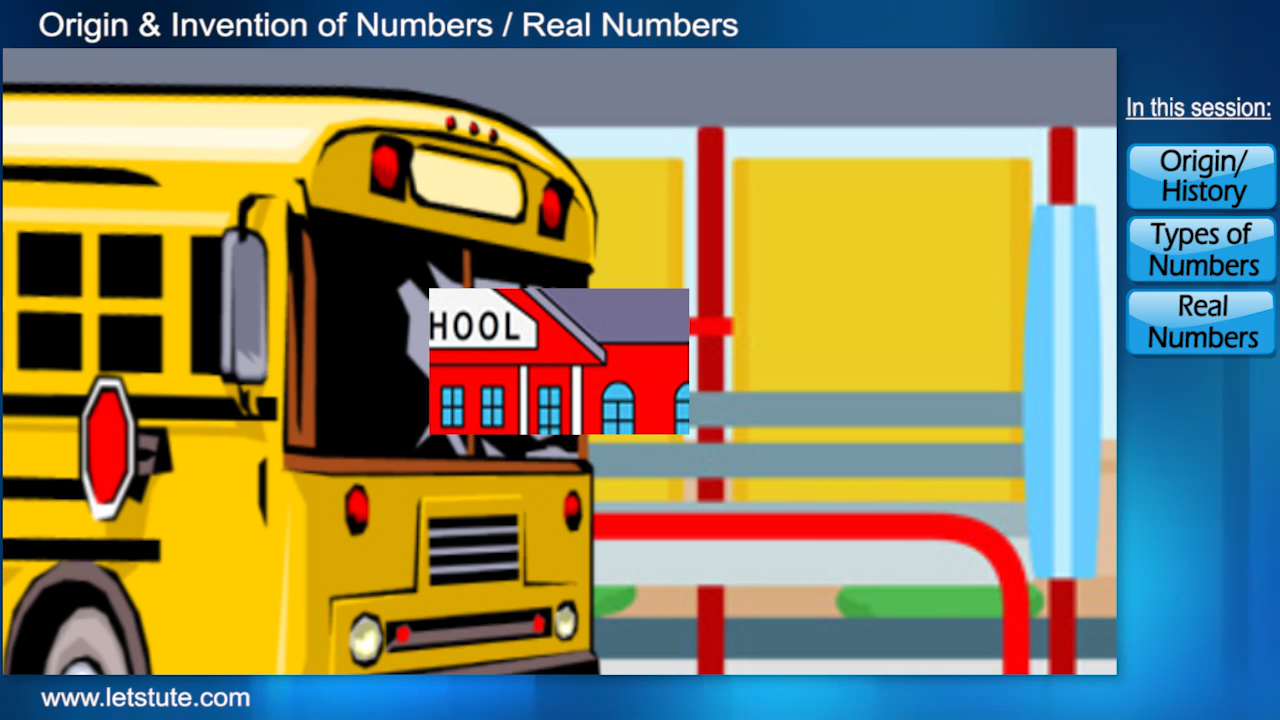 Origin & Invention of Numbers / Real Numbers
In this session:
Origin/
History
Types of
Numbers
Real
Numbers
HOOL
www.letstute.com